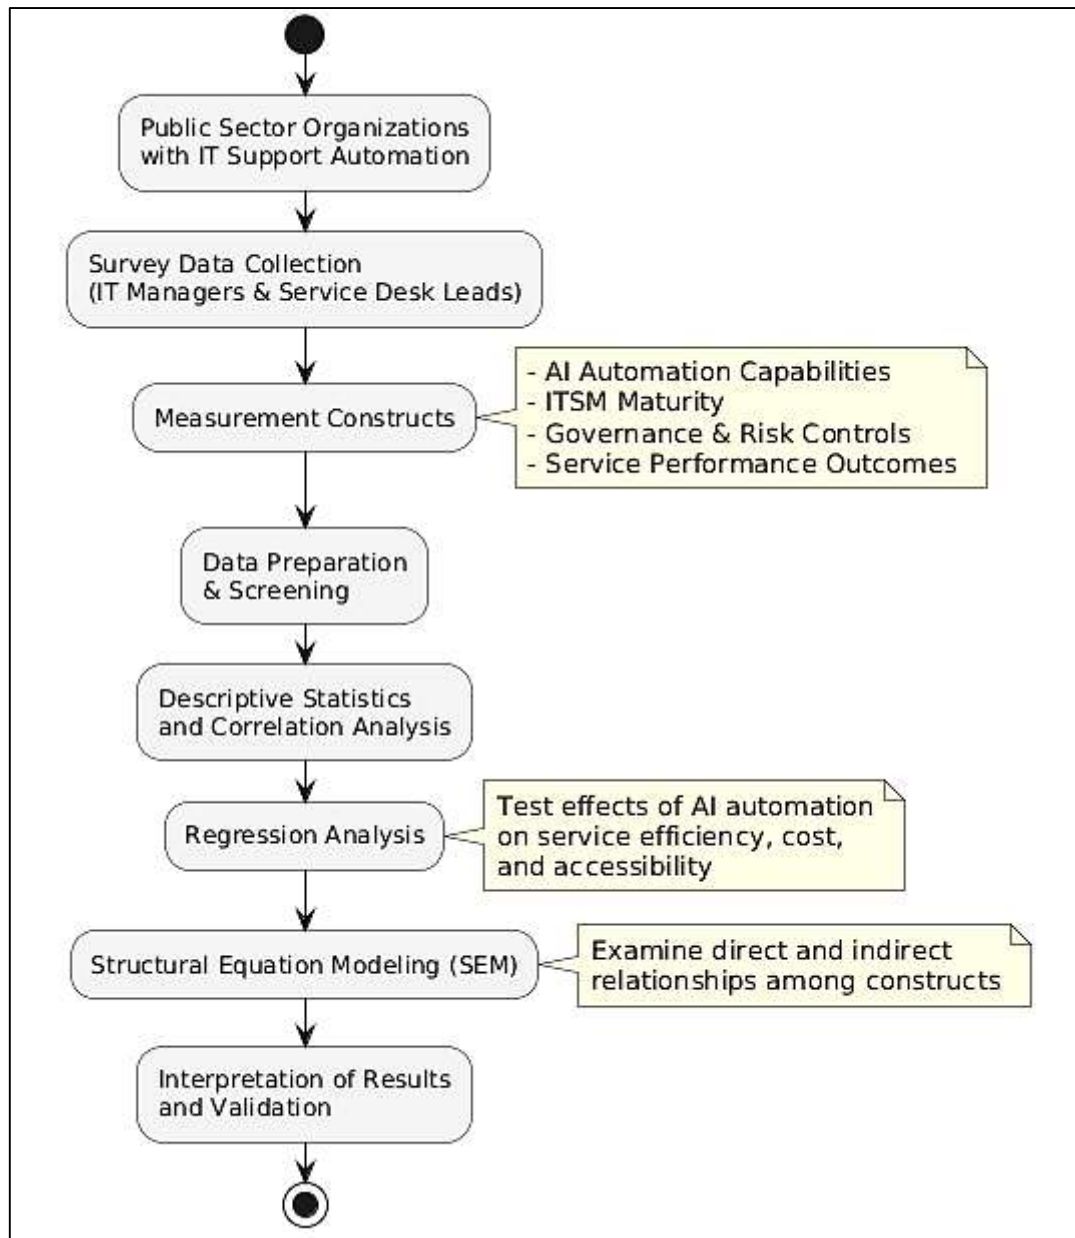 Public Sector Organizations
with IT Support Automation
Survey Data Collection
(IT Managers & Service Desk Leads)
Measurement Constructs
- AI Automation Capabilities
- ITSM Maturity
- Governance & Risk Controls
- Service Performance Outcomes
Data Preparation
& Screening
Descriptive Statistics
and Correlation Analysis
Regression Analysis
Test effects of AI automation
on service efficiency, cost,
and accessibility
Structural Equation Modeling (SEM)
Examine direct and indirect
relationships among constructs
Interpretation of Results
and Validation